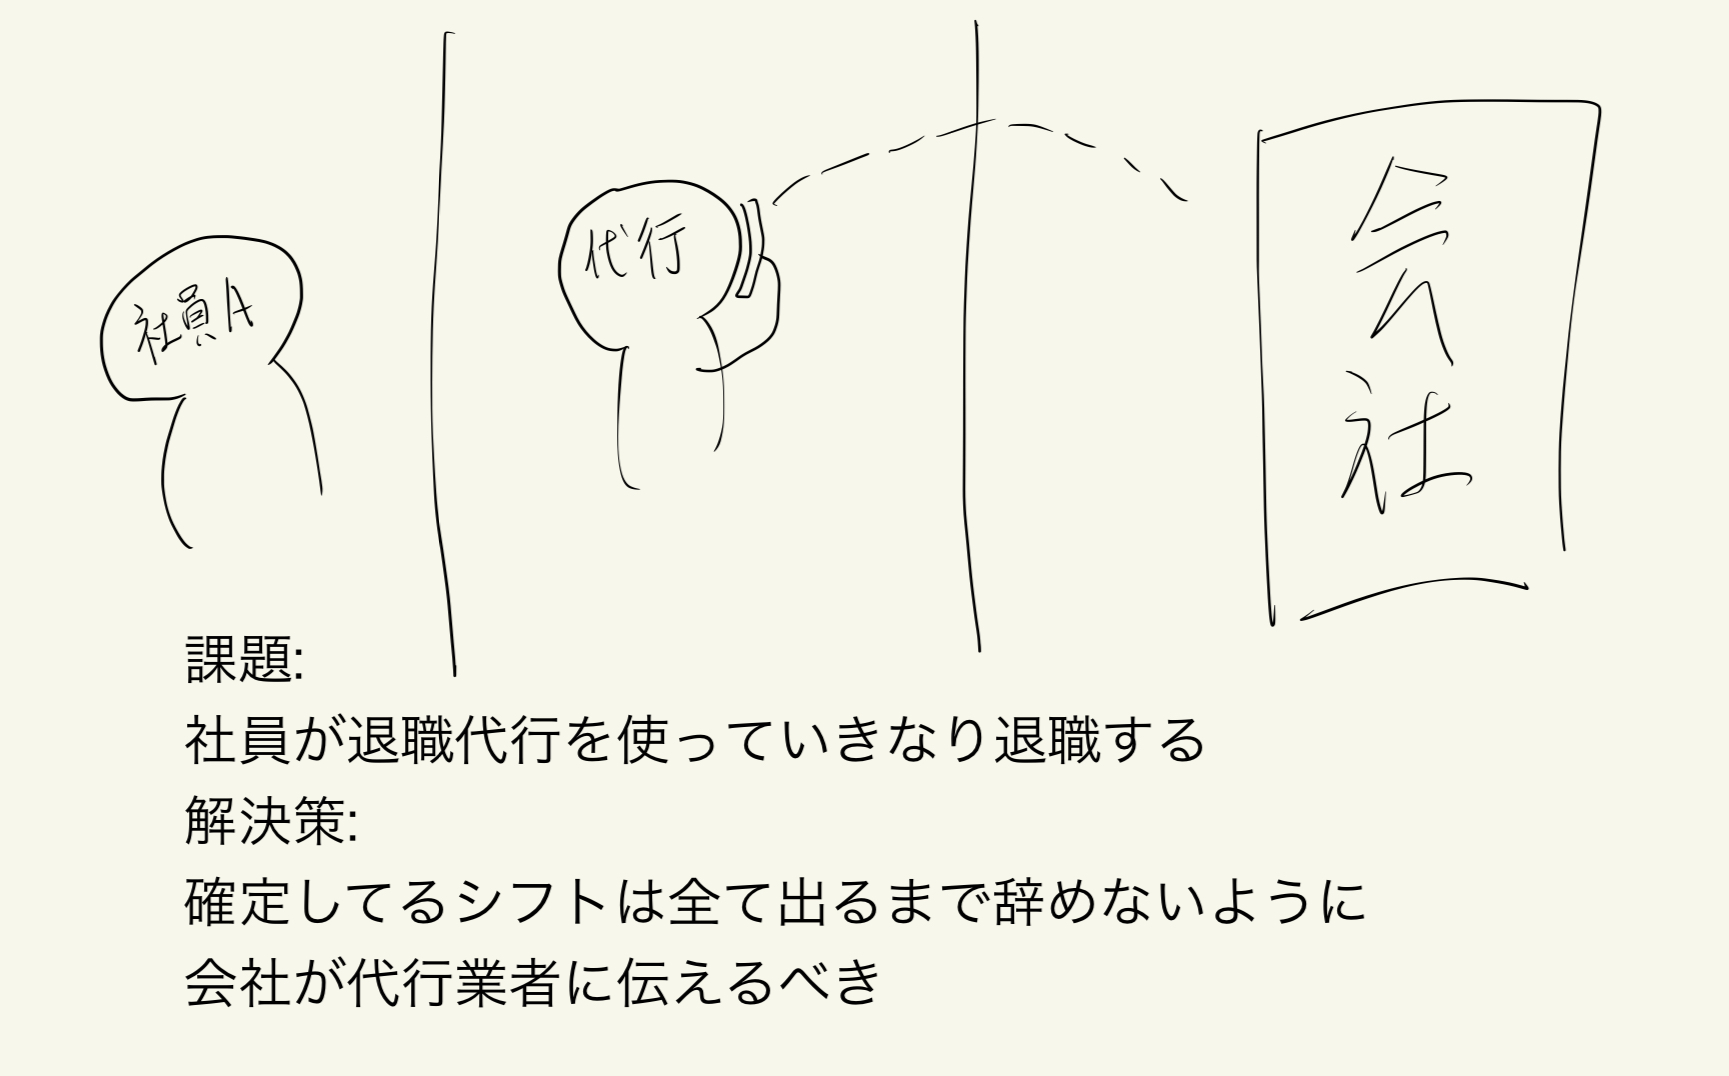 社員A
代行
会社
課題:
社員が退職代行を使っていきなり退職する
解決策:
確定してるシフトは全て出るまで辞めないように
会社が代行業者に伝えるべき